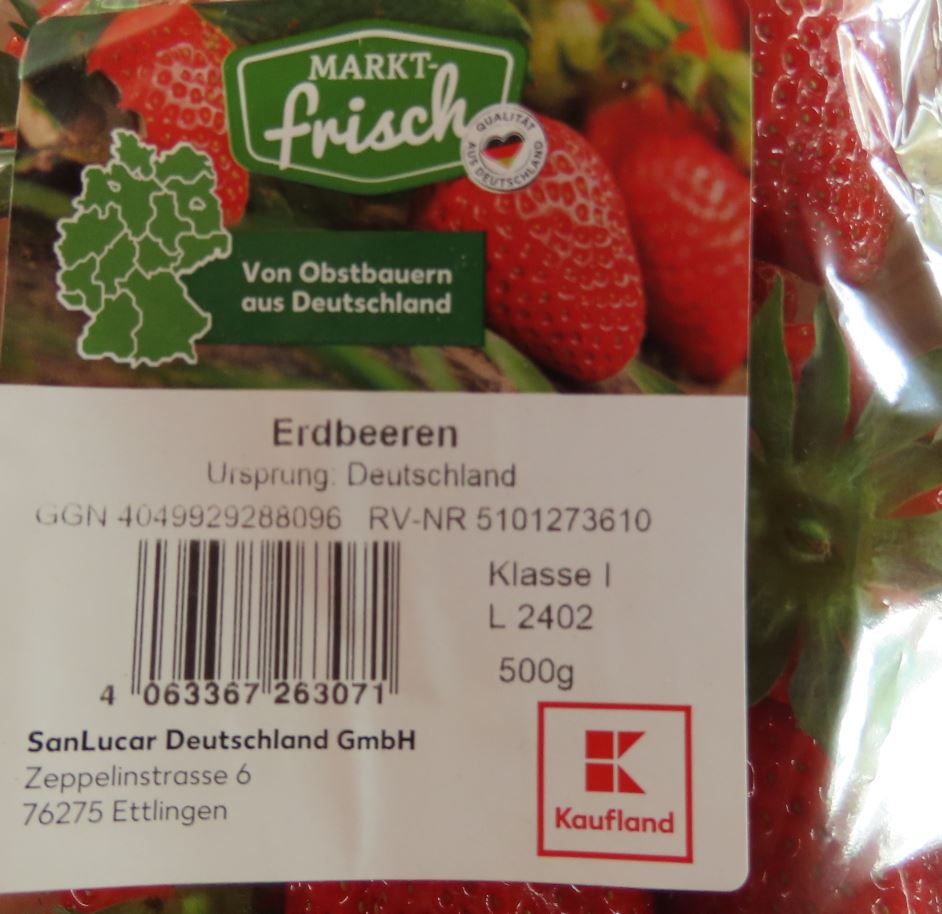 MARKT-
frisch
QUALITÄT
AUS DEUTSCHLAND
Von Obstbauern
aus Deutschland
Erdbeeren
Ursprung: Deutschland
GGN 4049929288096 RV-NR 5101273610
Klasse I
L 2402
500g
4 063367 263071
SanLucar Deutschland GmbH
Zeppelinstrasse 6
76275 Ettlingen
Kaufland